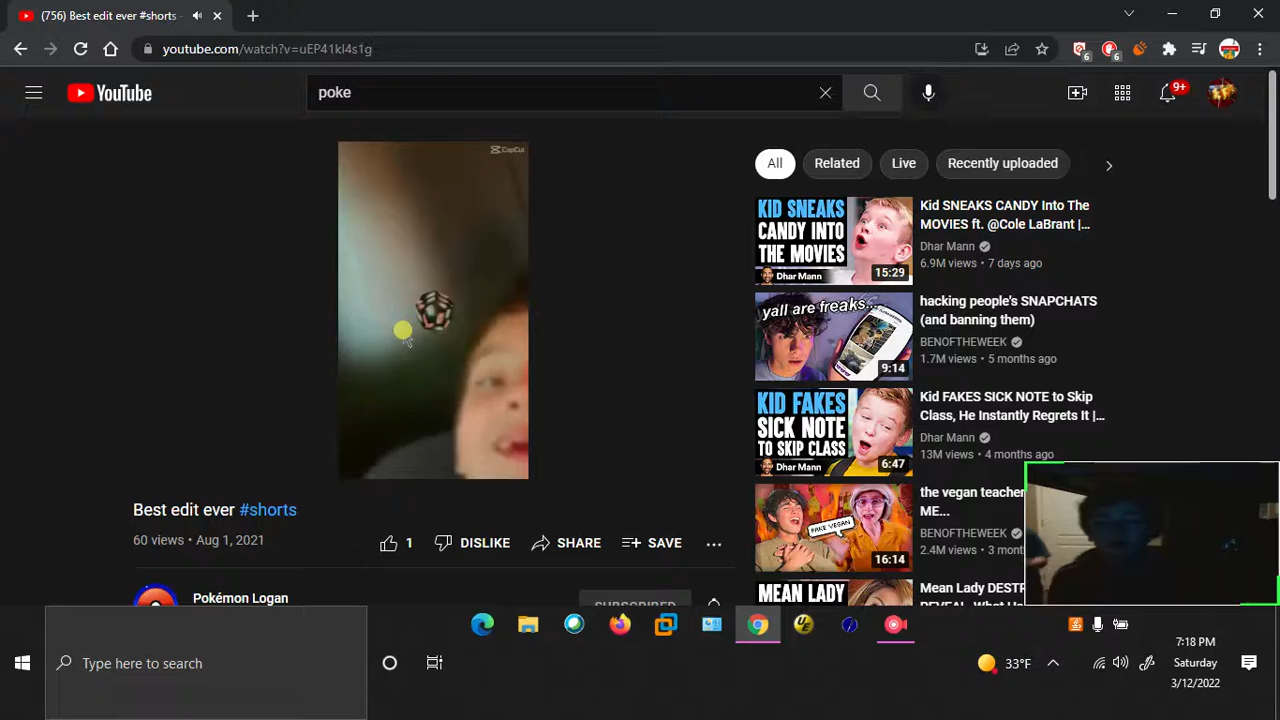 (756) Best edit ever #shorts -
youtube.com/watch?v=uEP41kI4s1g
6
6
YouTube
poke
9+
CapCut
All
Related
Live
Recently uploaded
KID SNEAKS
CANDY INTO
THE MOVIES
Dhar Mann
15:29
Kid SNEAKS CANDY Into The
MOVIES ft. @Cole LaBrant |...
Dhar Mann
6.9M views • 7 days ago
yall are freaks...
9:14
hacking people's SNAPCHATS
(and banning them)
BENOFTHEWEEK
1.7M views • 5 months ago
KID FAKES
SICK NOTE
TO SKIP CLASS
Dhar Mann
6:47
Kid FAKES SICK NOTE to Skip
Class, He Instantly Regrets It |...
Dhar Mann
13M views • 4 months ago
FAKE VEGAN
16:14
the vegan teacher
ME...
BENOFTHEWEEK
2.4M views • 3 mont
MEAN LADY
Mean Lady DESTR
REVEAL, What Ha
Best edit ever #shorts
60 views • Aug 1, 2021
1
DISLIKE
SHARE
SAVE
Pokémon Logan
SUBSCRIBED
Type here to search
UE
33°F
7:18 PM
Saturday
3/12/2022